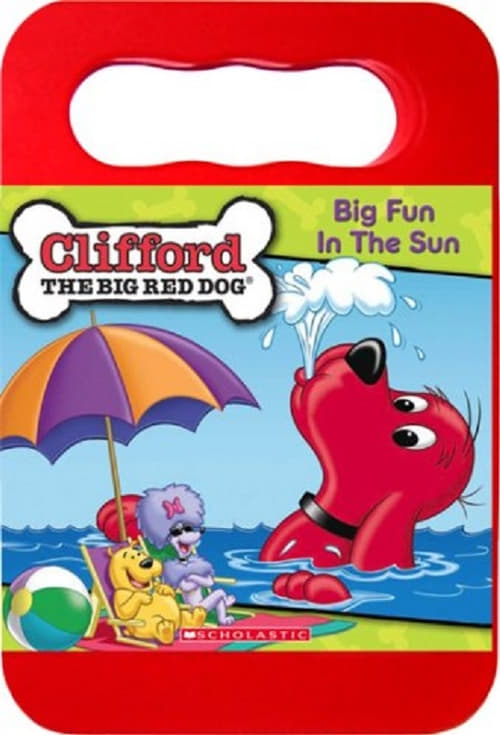 Clifford
THE BIG RED DOG®
Big Fun
In The Sun
SCHOLASTIC